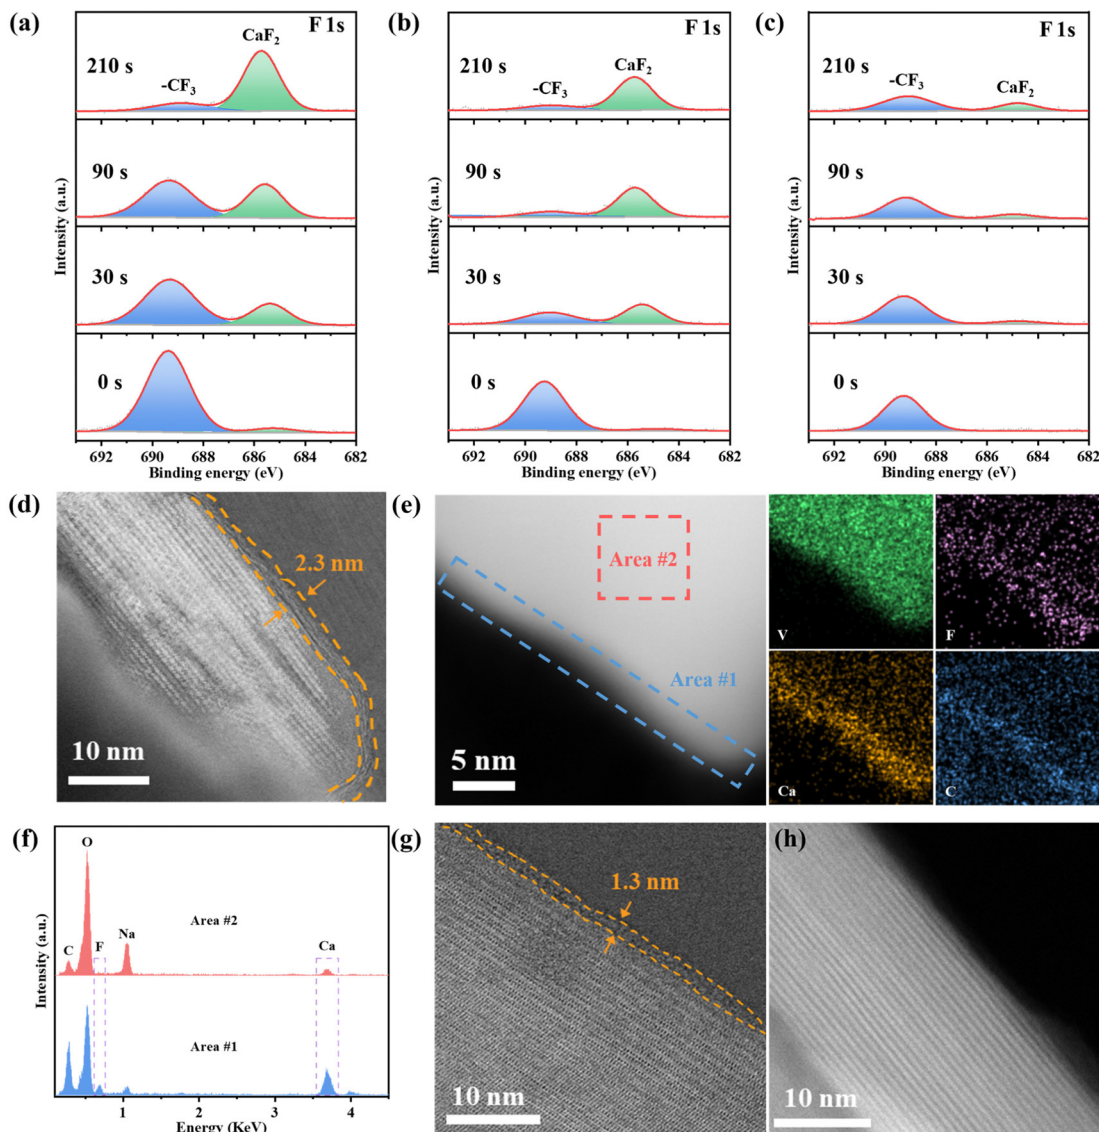 (a)
F 1s
CaF2
210 s
-CF3
90 s
30 s
0 s
Intensity (a.u.)
692 690 688 686 684 682
Binding energy (eV)
(b)
F 1s
CaF2
210 s
-CF3
90 s
30 s
0 s
Intensity (a.u.)
692 690 688 686 684 682
Binding energy (eV)
(c)
F 1s
210 s
-CF3
CaF2
90 s
30 s
0 s
Intensity (a.u.)
692 690 688 686 684 682
Binding energy (eV)
(d)
2.3 nm
10 nm
(e)
Area #2
Area #1
5 nm
V
F
Ca
C
(f)
O
Area #2
C
F
Na
Ca
Area #1
Intensity (a.u.)
1 2 3 4
Energy (KeV)
(g)
1.3 nm
10 nm
(h)
10 nm